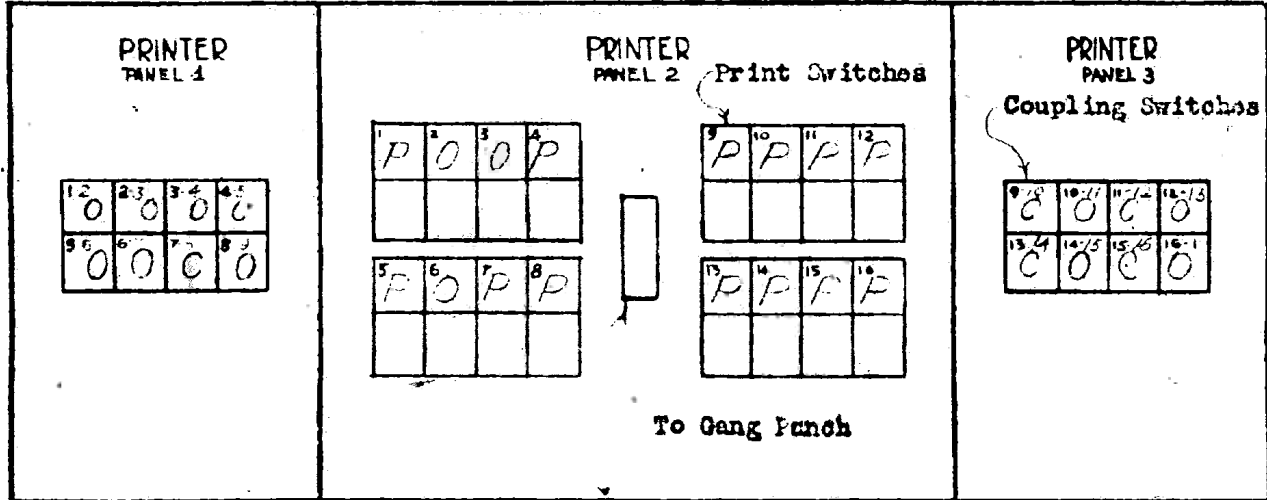 PRINTER
PANEL 1
1-2 2-3 3-4 4-5
O O O C
5-6 6- 7- 8-9
O O C O
PRINTER
PANEL 2
Print Switches
1 2 3 4
P O O P
5 6 7 8
P O P P
9 10 11 12
P P P P
13 14 15 16
P P P P
To Gang Punch
PRINTER
PANEL 3
Coupling Switches
9-10 10-11 11-12 12-13
C O C O
13-14 14-15 15-16 16-1
C O C O